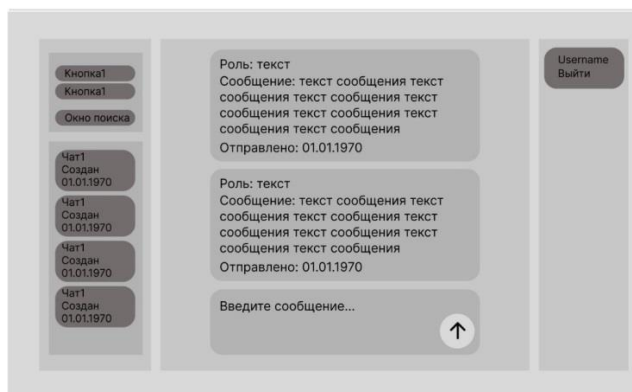 Кнопка1
Кнопка1
Окно поиска
Чат1
Создан
01.01.1970
Чат1
Создан
01.01.1970
Чат1
Создан
01.01.1970
Чат1
Создан
01.01.1970
Роль: текст
Сообщение: текст сообщения текст
сообщения текст сообщения текст
сообщения текст сообщения текст
сообщения текст сообщения
Отправлено: 01.01.1970
Роль: текст
Сообщение: текст сообщения текст
сообщения текст сообщения текст
сообщения текст сообщения текст
сообщения текст сообщения
Отправлено: 01.01.1970
Введите сообщение...
Username
Выйти